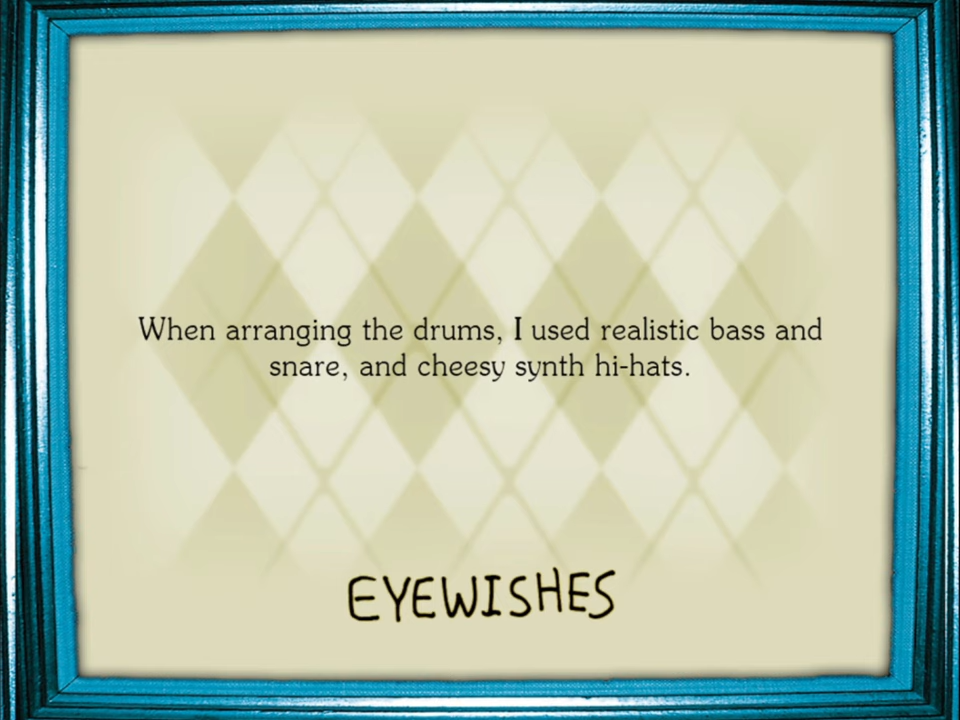 When arranging the drums, I used realistic bass and
snare, and cheesy synth hi-hats.
EYEWISHES